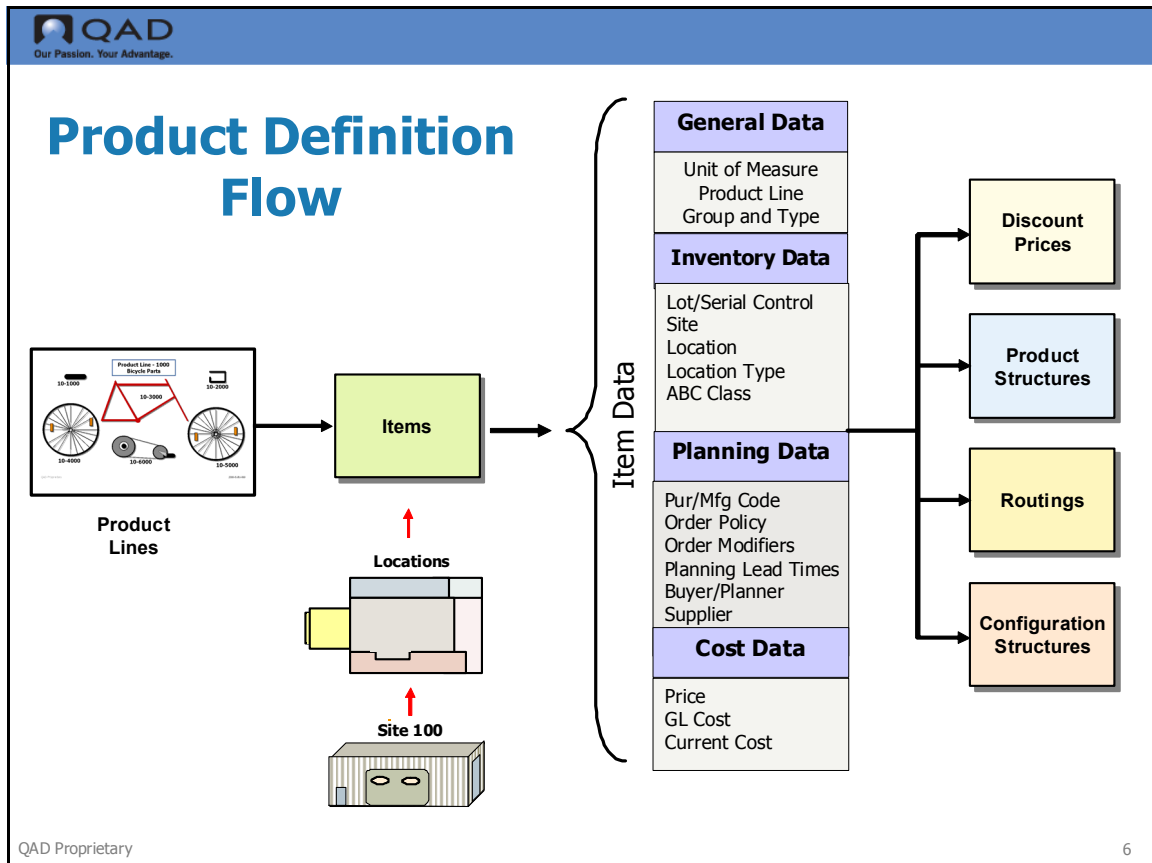 QAD
Our Passion. Your Advantage.
Product Definition
Flow
Product Line - 1000
Bicycle Parts
10-1000
10-2000
10-3000
10-4000
10-6000
10-5000
Product
Lines
Items
Locations
Site 100
Item Data
General Data
Unit of Measure
Product Line
Group and Type
Inventory Data
Lot/Serial Control
Site
Location
Location Type
ABC Class
Planning Data
Pur/Mfg Code
Order Policy
Order Modifiers
Planning Lead Times
Buyer/Planner
Supplier
Cost Data
Price
GL Cost
Current Cost
Discount
Prices
Product
Structures
Routings
Configuration
Structures
QAD Proprietary
6